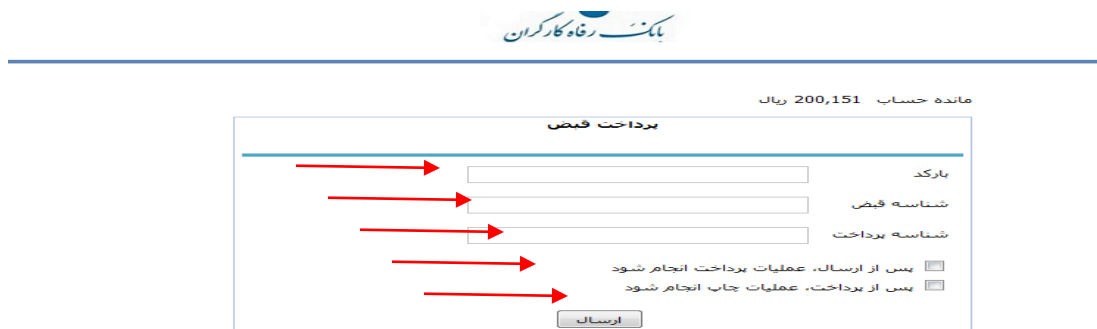 بانک رفاه کارگران
مانده حساب 200,151 ریال
پرداخت قبض
بارکد
شناسه قبض
شناسه پرداخت
پس از ارسال، عملیات پرداخت انجام شود
پس از پرداخت، عملیات چاپ انجام شود
ارسال